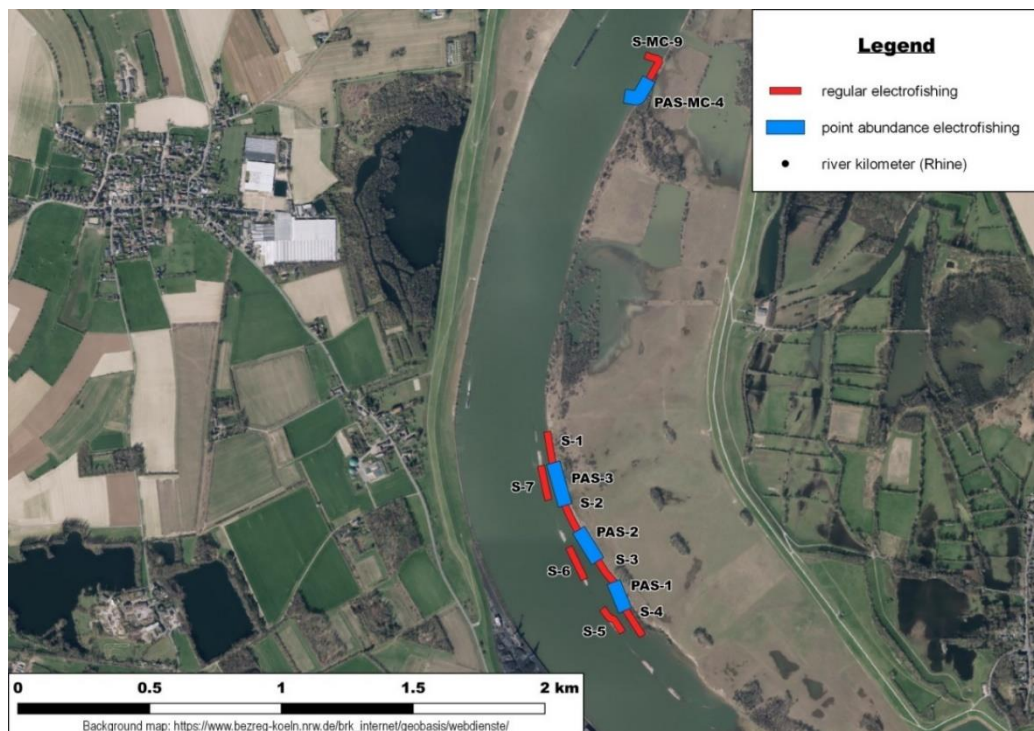 S-MC-9
PAS-MC-4
Legend
regular electrofishing
point abundance electrofishing
river kilometer (Rhine)
S-1
PAS-3
S-7
S-2
PAS-2
S-3
S-6
PAS-1
S-4
S-5
0 0.5 1 1.5 2 km
Background map: https://www.bezreg-koeln.nrw.de/brk_internet/geobasis/webdienste/